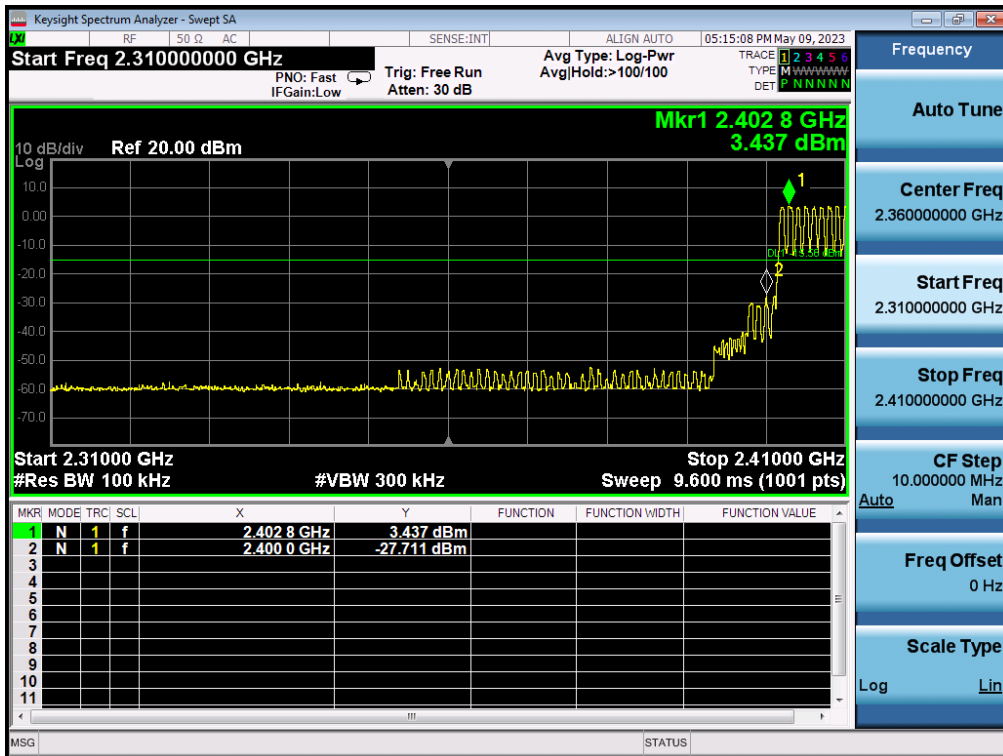 Keysight Spectrum Analyzer - Swept SA
LXI RF 50 Ω AC SENSE:INT ALIGN AUTO 05:15:08 PM May 09, 2023
Start Freq 2.310000000 GHz
PNO: Fast
IFGain:Low
Trig: Free Run
Atten: 30 dB
Avg Type: Log-Pwr
Avg|Hold:>100/100
TRACE 1 2 3 4 5 6
TYPE M W W W W W
DET P N N N N N
Mkr1 2.402 8 GHz
3.437 dBm
10 dB/div Ref 20.00 dBm
Log
10.0
0.00
-10.0
-20.0
-30.0
-40.0
-50.0
-60.0
-70.0
1
2
Start 2.31000 GHz Stop 2.41000 GHz
#Res BW 100 kHz #VBW 300 kHz Sweep 9.600 ms (1001 pts)
MKR MODE TRC SCL X Y FUNCTION FUNCTION WIDTH FUNCTION VALUE
1 N 1 f 2.402 8 GHz 3.437 dBm
2 N 1 f 2.400 0 GHz -27.711 dBm
3
4
5
6
7
8
9
10
11
MSG STATUS
Frequency
Auto Tune
Center Freq
2.360000000 GHz
Start Freq
2.310000000 GHz
Stop Freq
2.410000000 GHz
CF Step
10.000000 MHz
Auto Man
Freq Offset
0 Hz
Scale Type
Log Lin